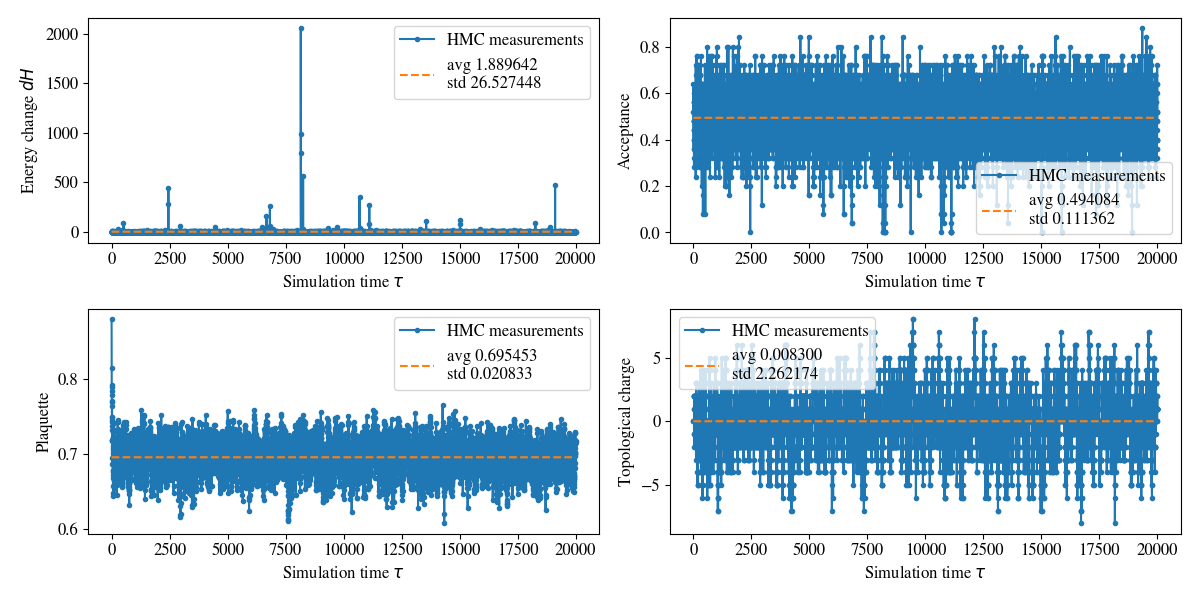 2000
1500
1000
500
0
Energy change dH
HMC measurements
avg 1.889642
std 26.527448
0 2500 5000 7500 10000 12500 15000 17500 20000
Simulation time τ
0.8
0.6
0.4
0.2
0.0
Acceptance
HMC measurements
avg 0.494084
std 0.111362
0 2500 5000 7500 10000 12500 15000 17500 20000
Simulation time τ
0.8
0.7
0.6
Plaquette
HMC measurements
avg 0.695453
std 0.020833
0 2500 5000 7500 10000 12500 15000 17500 20000
Simulation time τ
5
0
−5
Topological charge
HMC measurements
avg 0.008300
std 2.262174
0 2500 5000 7500 10000 12500 15000 17500 20000
Simulation time τ